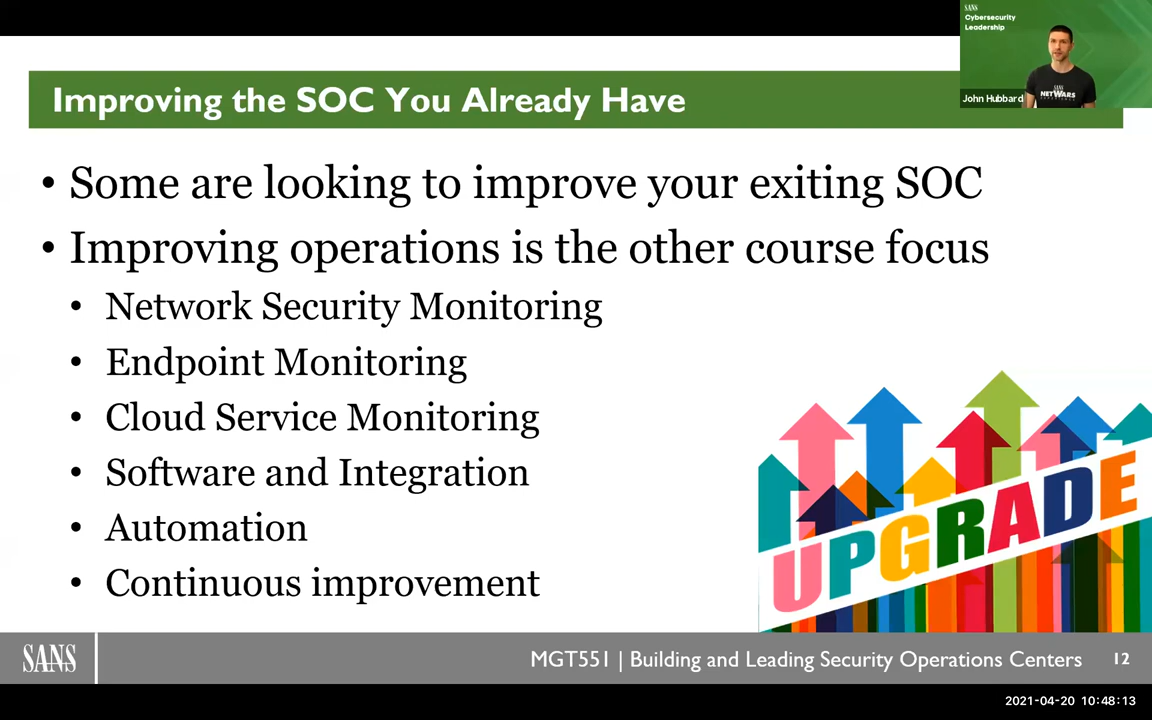 SANS
Cybersecurity
Leadership
NETWARS
John Hubbard
Improving the SOC You Already Have
• Some are looking to improve your exiting SOC
• Improving operations is the other course focus
• Network Security Monitoring
• Endpoint Monitoring
• Cloud Service Monitoring
• Software and Integration
• Automation
• Continuous improvement
UPGRADE
SANS
MGT551 | Building and Leading Security Operations Centers
12
2021-04-20 10:48:13